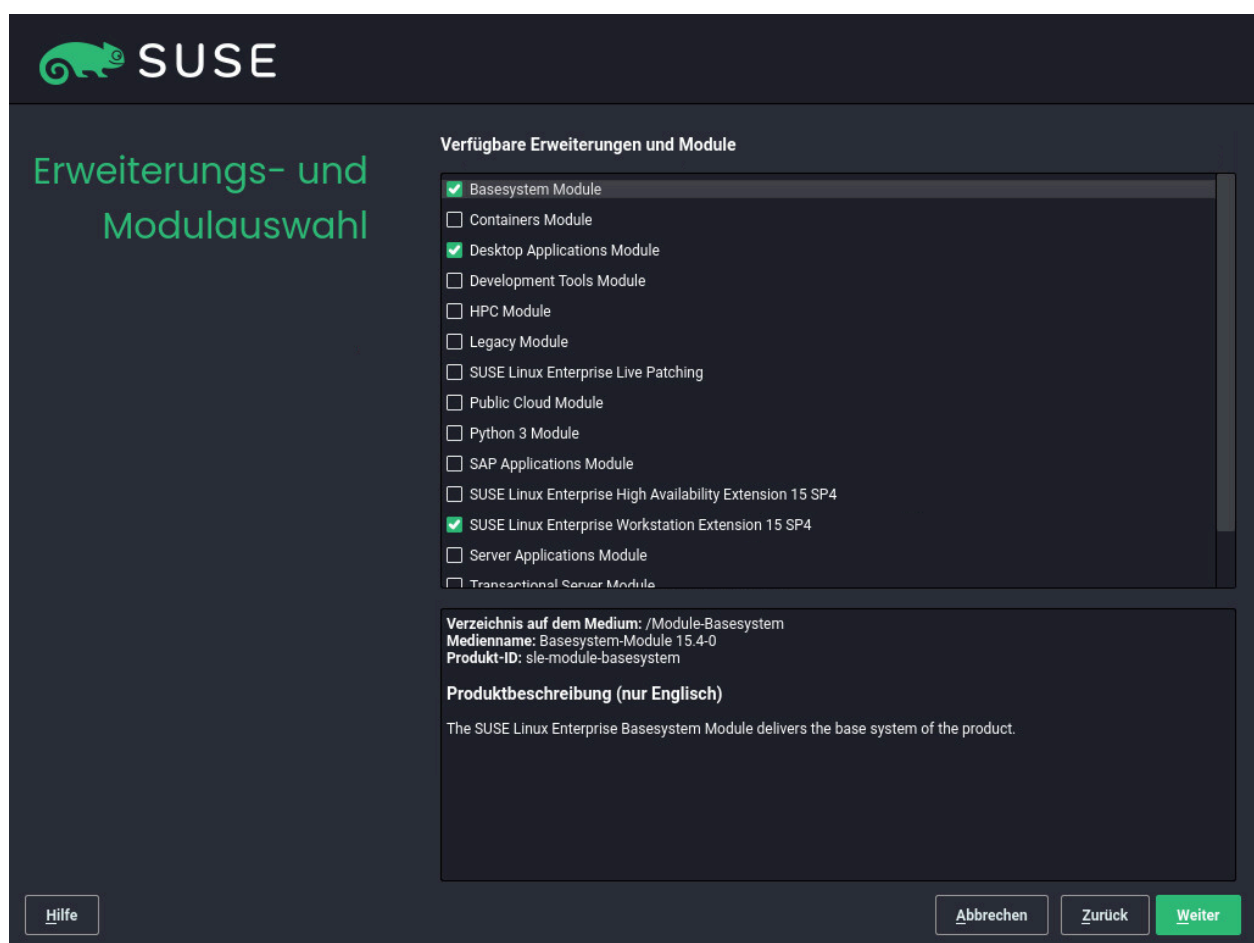 SUSE
Erweiterungs- und
Modulauswahl
Verfügbare Erweiterungen und Module
Basesystem Module
Containers Module
Desktop Applications Module
Development Tools Module
HPC Module
Legacy Module
SUSE Linux Enterprise Live Patching
Public Cloud Module
Python 3 Module
SAP Applications Module
SUSE Linux Enterprise High Availability Extension 15 SP4
SUSE Linux Enterprise Workstation Extension 15 SP4
Server Applications Module
Transactional Server Module
Verzeichnis auf dem Medium: /Module-Basesystem
Medienname: Basesystem-Module 15.4-0
Produkt-ID: sle-module-basesystem
Produktbeschreibung (nur Englisch)
The SUSE Linux Enterprise Basesystem Module delivers the base system of the product.
Hilfe
Abbrechen
Zurück
Weiter